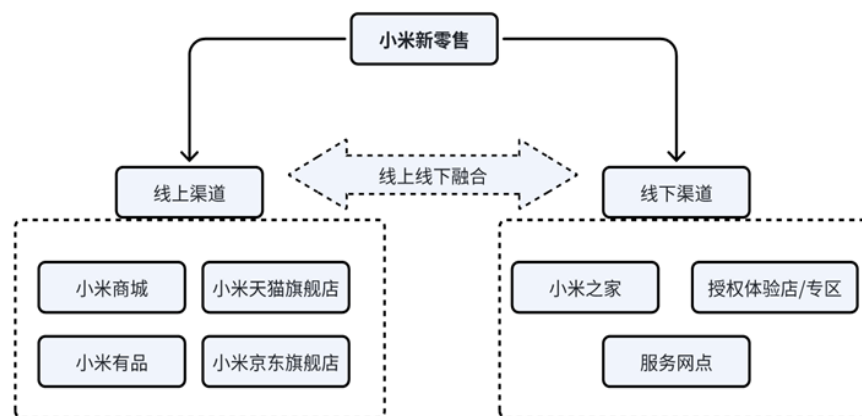 小米新零售
线上线下融合
线上渠道
线下渠道
小米商城
小米天猫旗舰店
小米之家
授权体验店/专区
小米有品
小米京东旗舰店
服务网点